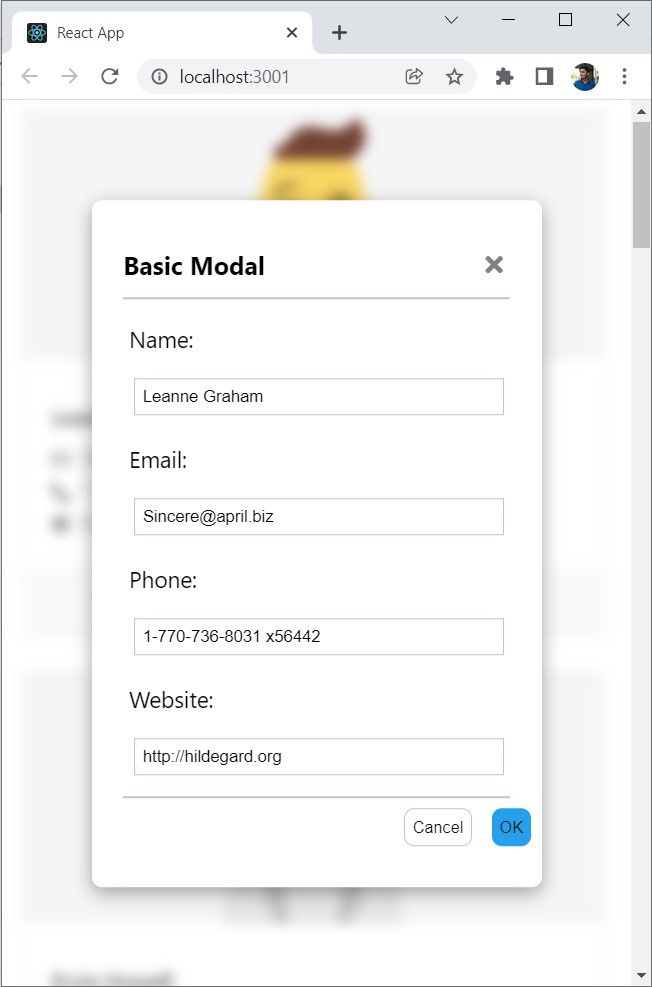 React App
localhost:3001
Basic Modal
Name:
Leanne Graham
Email:
Sincere@april.biz
Phone:
1-770-736-8031 x56442
Website:
http://hildegard.org
Cancel OK